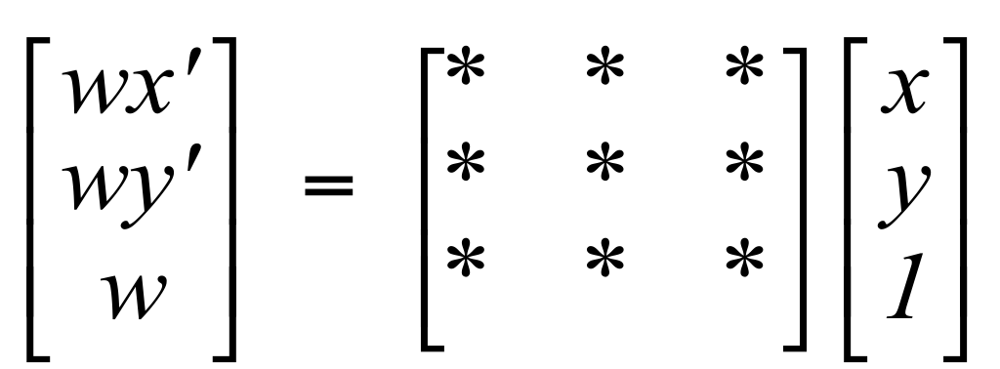 [wx′] = [* * *] [x]
[wy′] [* * *] [y]
[w] [* * *] [1]